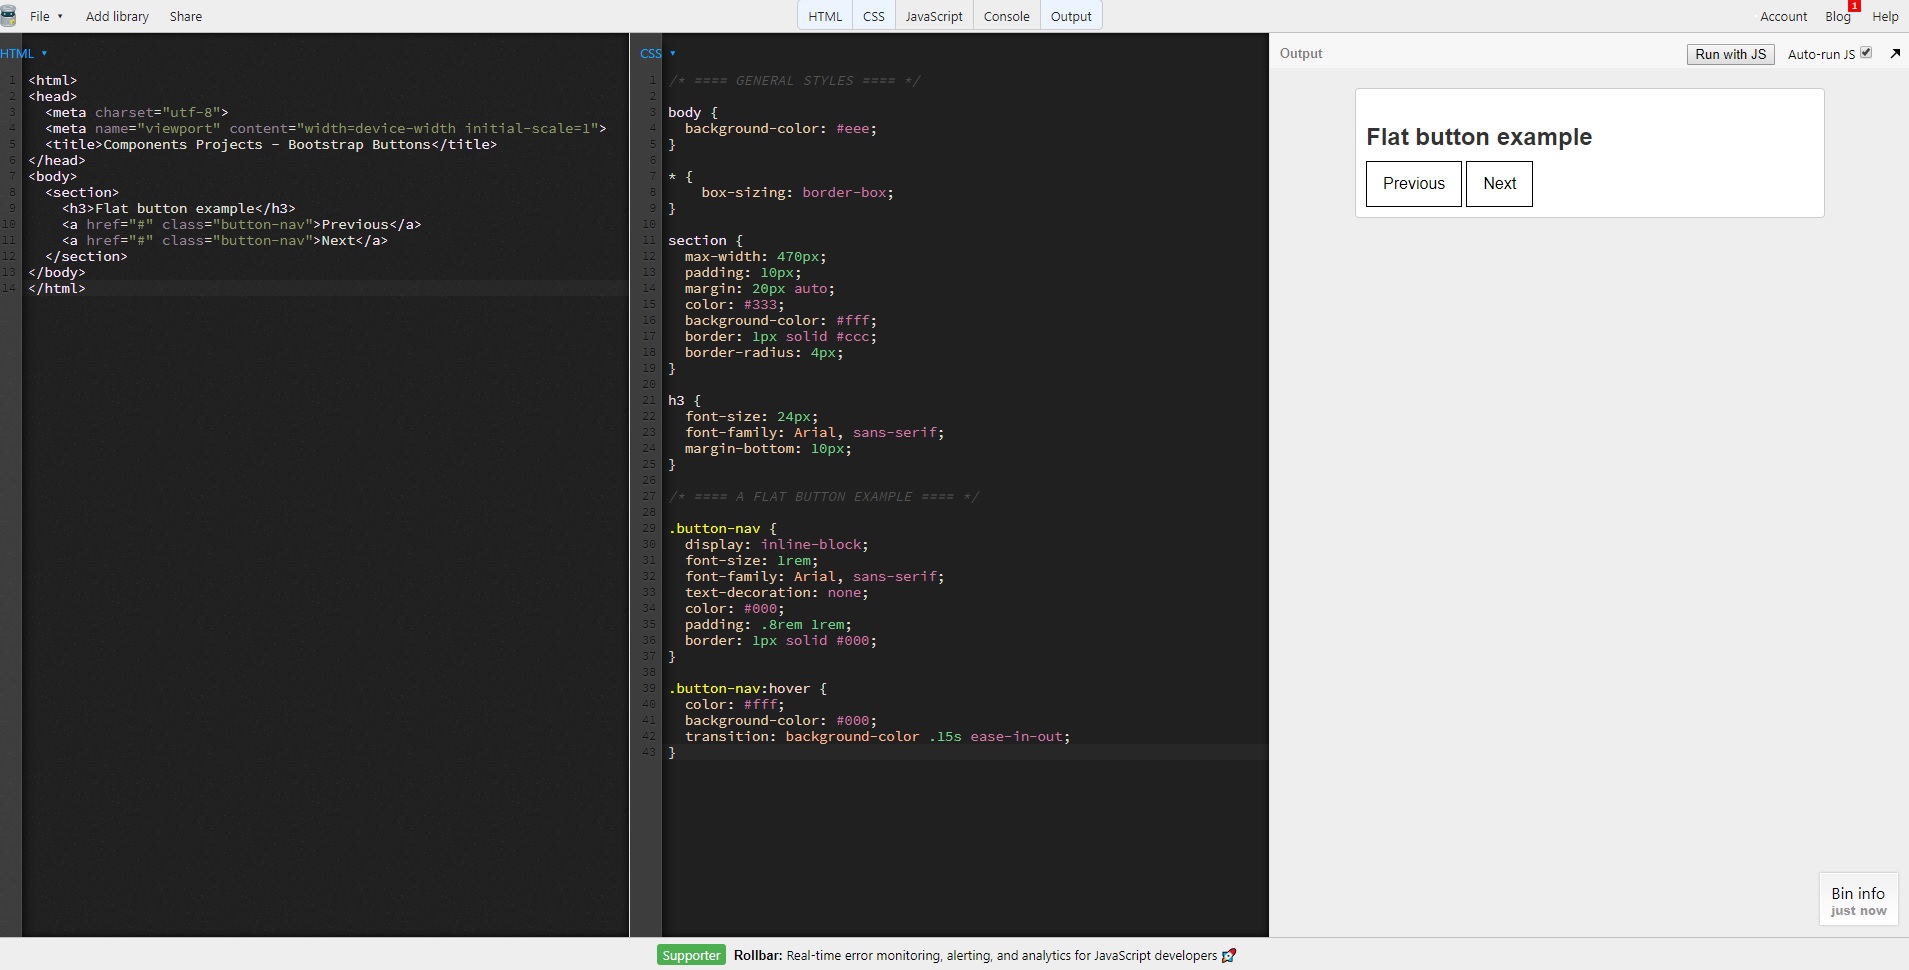 File ▾ Add library Share HTML CSS JavaScript Console Output Account Blog 1 Help
HTML ▾
1 <html>
2 <head>
3   <meta charset="utf-8">
4   <meta name="viewport" content="width=device-width initial-scale=1">
5   <title>Components Projects - Bootstrap Buttons</title>
6 </head>
7 <body>
8   <section>
9     <h3>Flat button example</h3>
10     <a href="#" class="button-nav">Previous</a>
11     <a href="#" class="button-nav">Next</a>
12   </section>
13 </body>
14 </html>
CSS ▾
1 /* ==== GENERAL STYLES ==== */
2
3 body {
4   background-color: #eee;
5 }
6
7 * {
8     box-sizing: border-box;
9 }
10
11 section {
12   max-width: 470px;
13   padding: 10px;
14   margin: 20px auto;
15   color: #333;
16   background-color: #fff;
17   border: 1px solid #ccc;
18   border-radius: 4px;
19 }
20
21 h3 {
22   font-size: 24px;
23   font-family: Arial, sans-serif;
24   margin-bottom: 10px;
25 }
26
27 /* ==== A FLAT BUTTON EXAMPLE ==== */
28
29 .button-nav {
30   display: inline-block;
31   font-size: 1rem;
32   font-family: Arial, sans-serif;
33   text-decoration: none;
34   color: #000;
35   padding: .8rem 1rem;
36   border: 1px solid #000;
37 }
38
39 .button-nav:hover {
40   color: #fff;
41   background-color: #000;
42   transition: background-color .15s ease-in-out;
43 }
Output Run with JS Auto-run JS
Flat button example
Previous Next
Bin info
just now
Supporter Rollbar: Real-time error monitoring, alerting, and analytics for JavaScript developers 🚀